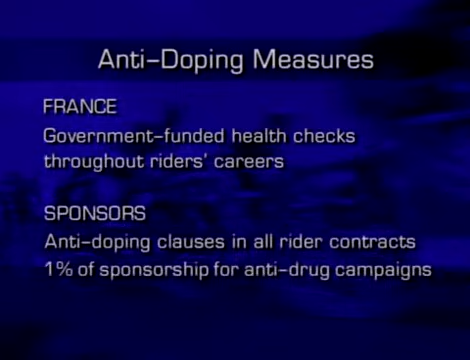 Anti-Doping Measures
FRANCE
Government-funded health checks
throughout riders' careers
SPONSORS
Anti-doping clauses in all rider contracts
1% of sponsorship for anti-drug campaigns